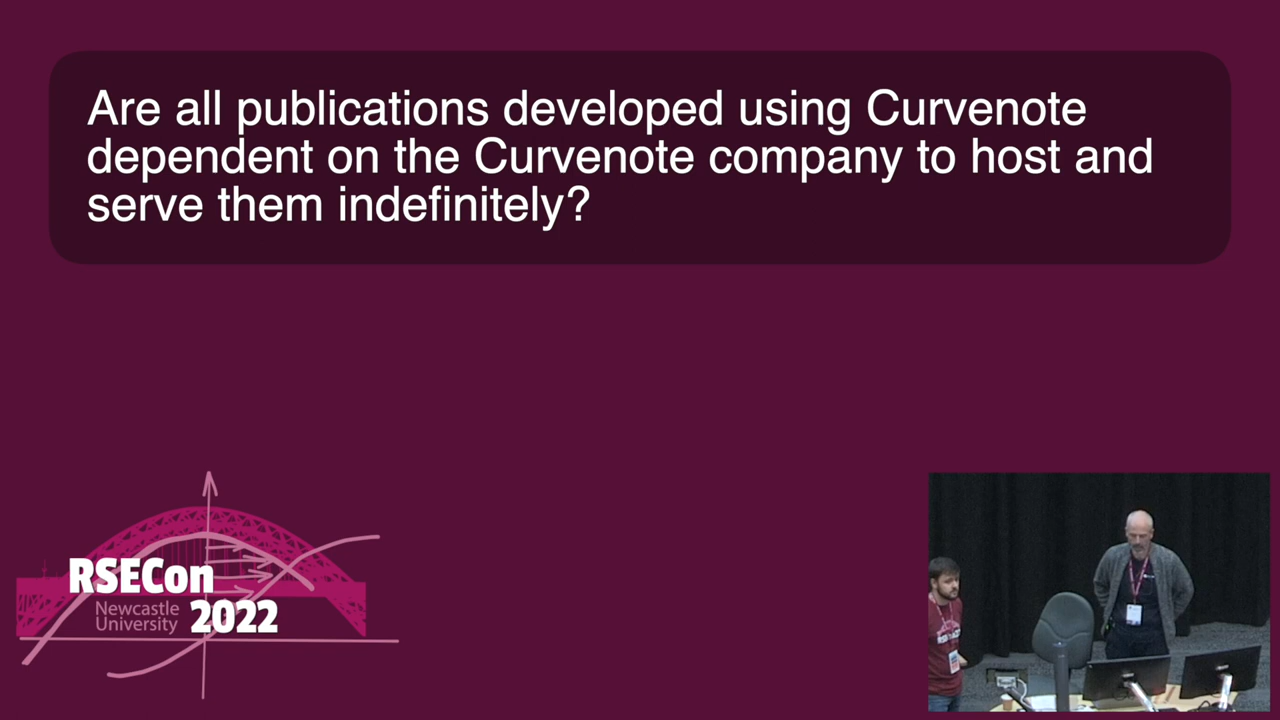 Are all publications developed using Curvenote
dependent on the Curvenote company to host and
serve them indefinitely?
RSECon
Newcastle
University
2022